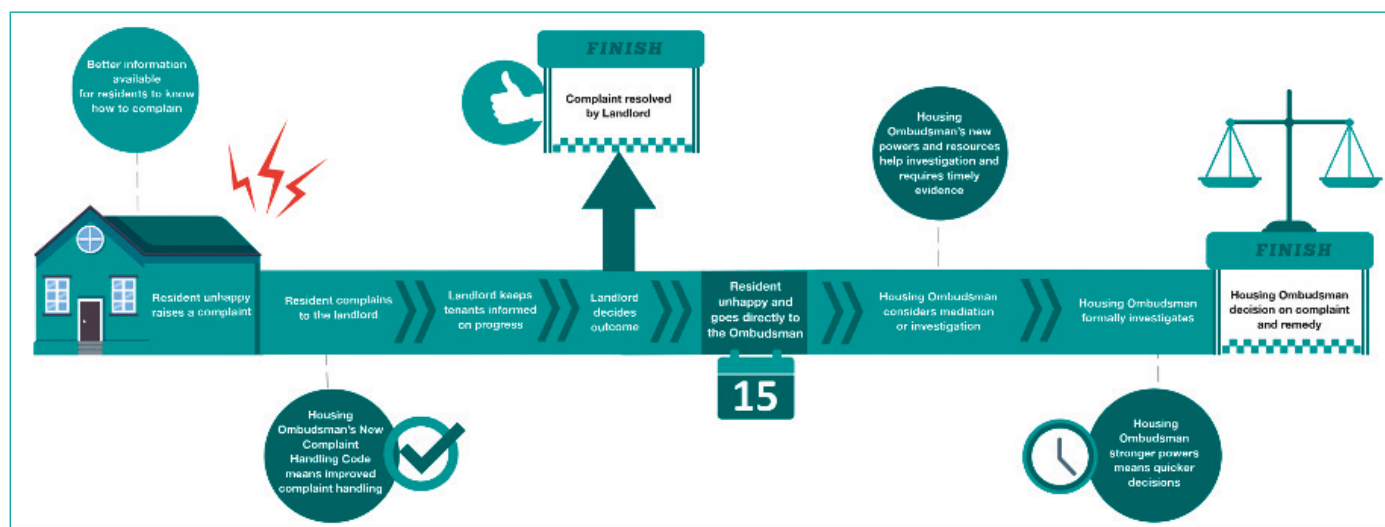 Better information
available
for residents to know
how to complain
FINISH
Complaint resolved
by Landlord
Housing
Ombudsman's new
powers and resources
help investigation and
requires timely
evidence
FINISH
Resident unhappy
raises a complaint
Resident complains
to the landlord
Landlord keeps
tenants informed
on progress
Landlord
decides
outcome
Resident
unhappy and
goes directly to
the Ombudsman
Housing Ombudsman
considers mediation
or investigation
Housing Ombudsman
formally investigates
Housing Ombudsman
decision on complaint
and remedy
15
Housing
Ombudsman's New
Complaint
Handling Code
means improved
complaint handling
Housing
Ombudsman
stronger powers
means quicker
decisions